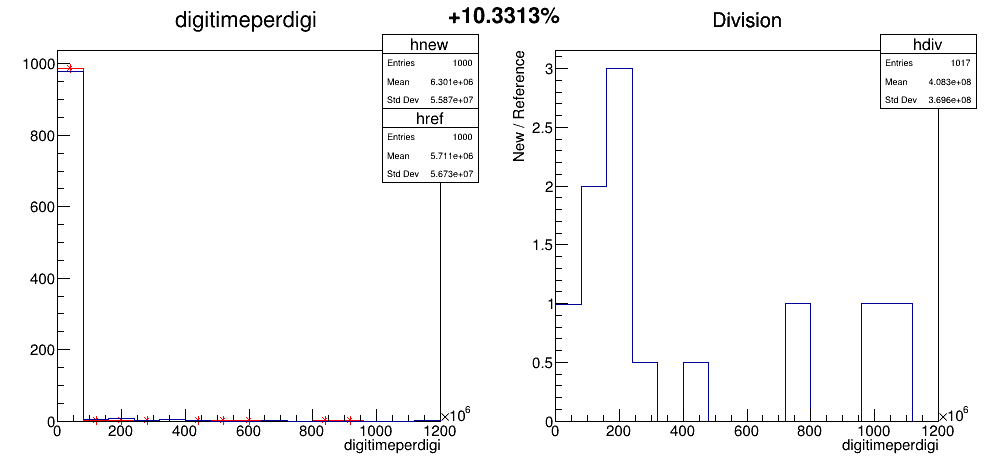 digitimeperdigi
+10.3313%
Division
hnew
Entries 1000
Mean 6.301e+06
Std Dev 5.587e+07
href
Entries 1000
Mean 5.711e+06
Std Dev 5.673e+07
1000
800
600
400
200
0
0 200 400 600 800 1000 1200
×10⁶
digitimeperdigi
hdiv
Entries 1017
Mean 4.083e+08
Std Dev 3.696e+08
New / Reference
3
2.5
2
1.5
1
0.5
0
0 200 400 600 800 1000 1200
×10⁶
digitimeperdigi